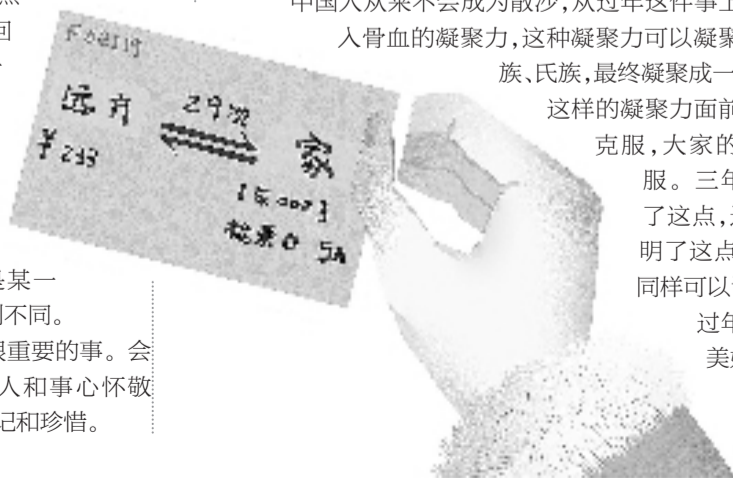 回
是某一
不同。
很重要的事。会
人和事心怀敬
记和珍惜。
远方
家
中国人从来不会成为散沙，从过年这件事上
入骨血的凝聚力，这种凝聚力可以凝聚
族、氏族，最终凝聚成一
这样的凝聚力面前
克服，大家的
服。三年
了这点，
明了这点
同样可以
过年